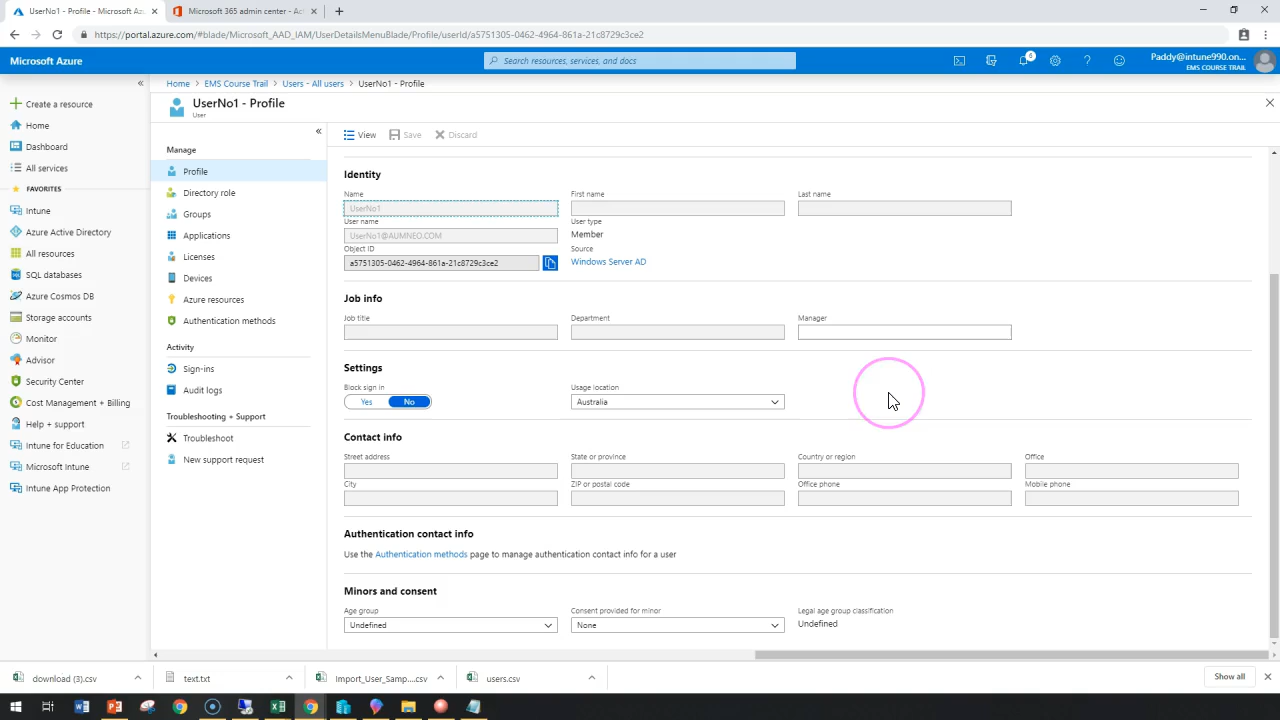 UserNo1 - Profile - Microsoft Az
Microsoft 365 admin center - Ac
https://portal.azure.com/#blade/Microsoft_AAD_IAM/UserDetailsMenuBlade/Profile/userId/a5751305-0462-4964-861a-21c8729c3ce2
Microsoft Azure
Search resources, services, and docs
6
Paddy@intune990.on...
EMS COURSE TRAIL
Home > EMS Course Trail > Users - All users > UserNo1 - Profile
UserNo1 - Profile
User
Create a resource
Home
Dashboard
All services
FAVORITES
Intune
Azure Active Directory
All resources
SQL databases
Azure Cosmos DB
Storage accounts
Monitor
Advisor
Security Center
Cost Management + Billing
Help + support
Intune for Education
Microsoft Intune
Intune App Protection
Manage
Profile
Directory role
Groups
Applications
Licenses
Devices
Azure resources
Authentication methods
Activity
Sign-ins
Audit logs
Troubleshooting + Support
Troubleshoot
New support request
View Save Discard
Identity
Name First name Last name
UserNo1
User name User type
UserNo1@AUMNEO.COM Member
Object ID Source
a5751305-0462-4964-861a-21c8729c3ce2 Windows Server AD
Job info
Job title Department Manager
Settings
Block sign in Usage location
Yes No Australia
Contact info
Street address State or province Country or region Office
City ZIP or postal code Office phone Mobile phone
Authentication contact info
Use the Authentication methods page to manage authentication contact info for a user
Minors and consent
Age group Consent provided for minor Legal age group classification
Undefined None Undefined
download (3).csv text.txt Import_User_Samp....csv users.csv Show all